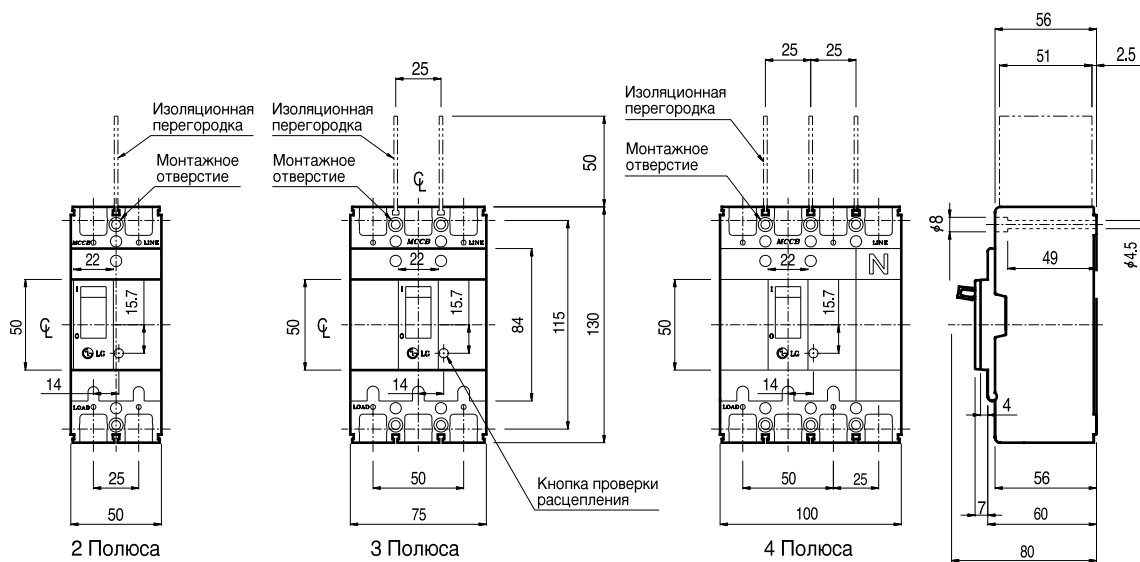 56
25
25
25
51
2.5
Изоляционная
перегородка
Изоляционная
перегородка
Изоляционная
перегородка
50
Монтажное
отверстие
Монтажное
отверстие
Монтажное
отверстие
℄
MCCB
LINE
MCCB
LINE
MCCB
LINE
ϕ8
ϕ4.5
22
22
22
N
49
50
℄
I
O
15.7
50
℄
I
O
15.7
84
115
130
50
I
O
15.7
LG
LG
LG
14
14
14
4
LOAD
LOAD
LOAD
25
50
Кнопка проверки
расцепления
50
25
56
50
75
100
7
60
80
2 Полюса
3 Полюса
4 Полюса